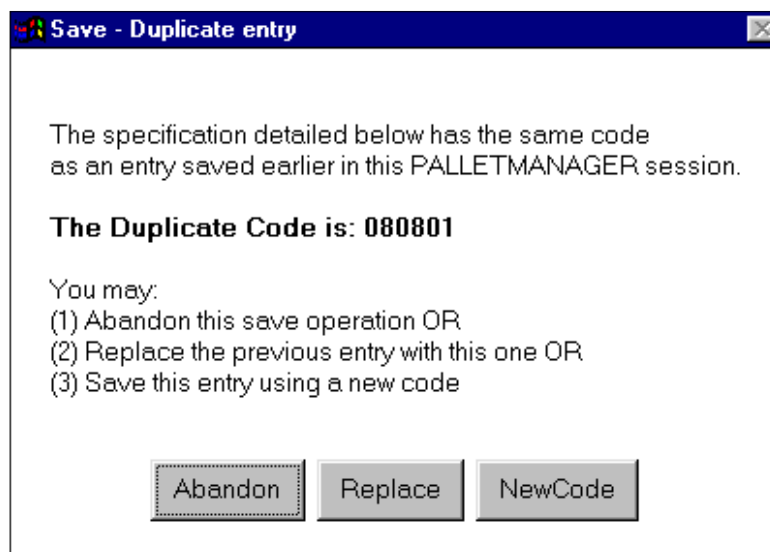 Save - Duplicate entry
The specification detailed below has the same code
as an entry saved earlier in this PALLETMANAGER session.
The Duplicate Code is: 080801
You may:
(1) Abandon this save operation OR
(2) Replace the previous entry with this one OR
(3) Save this entry using a new code
Abandon Replace NewCode